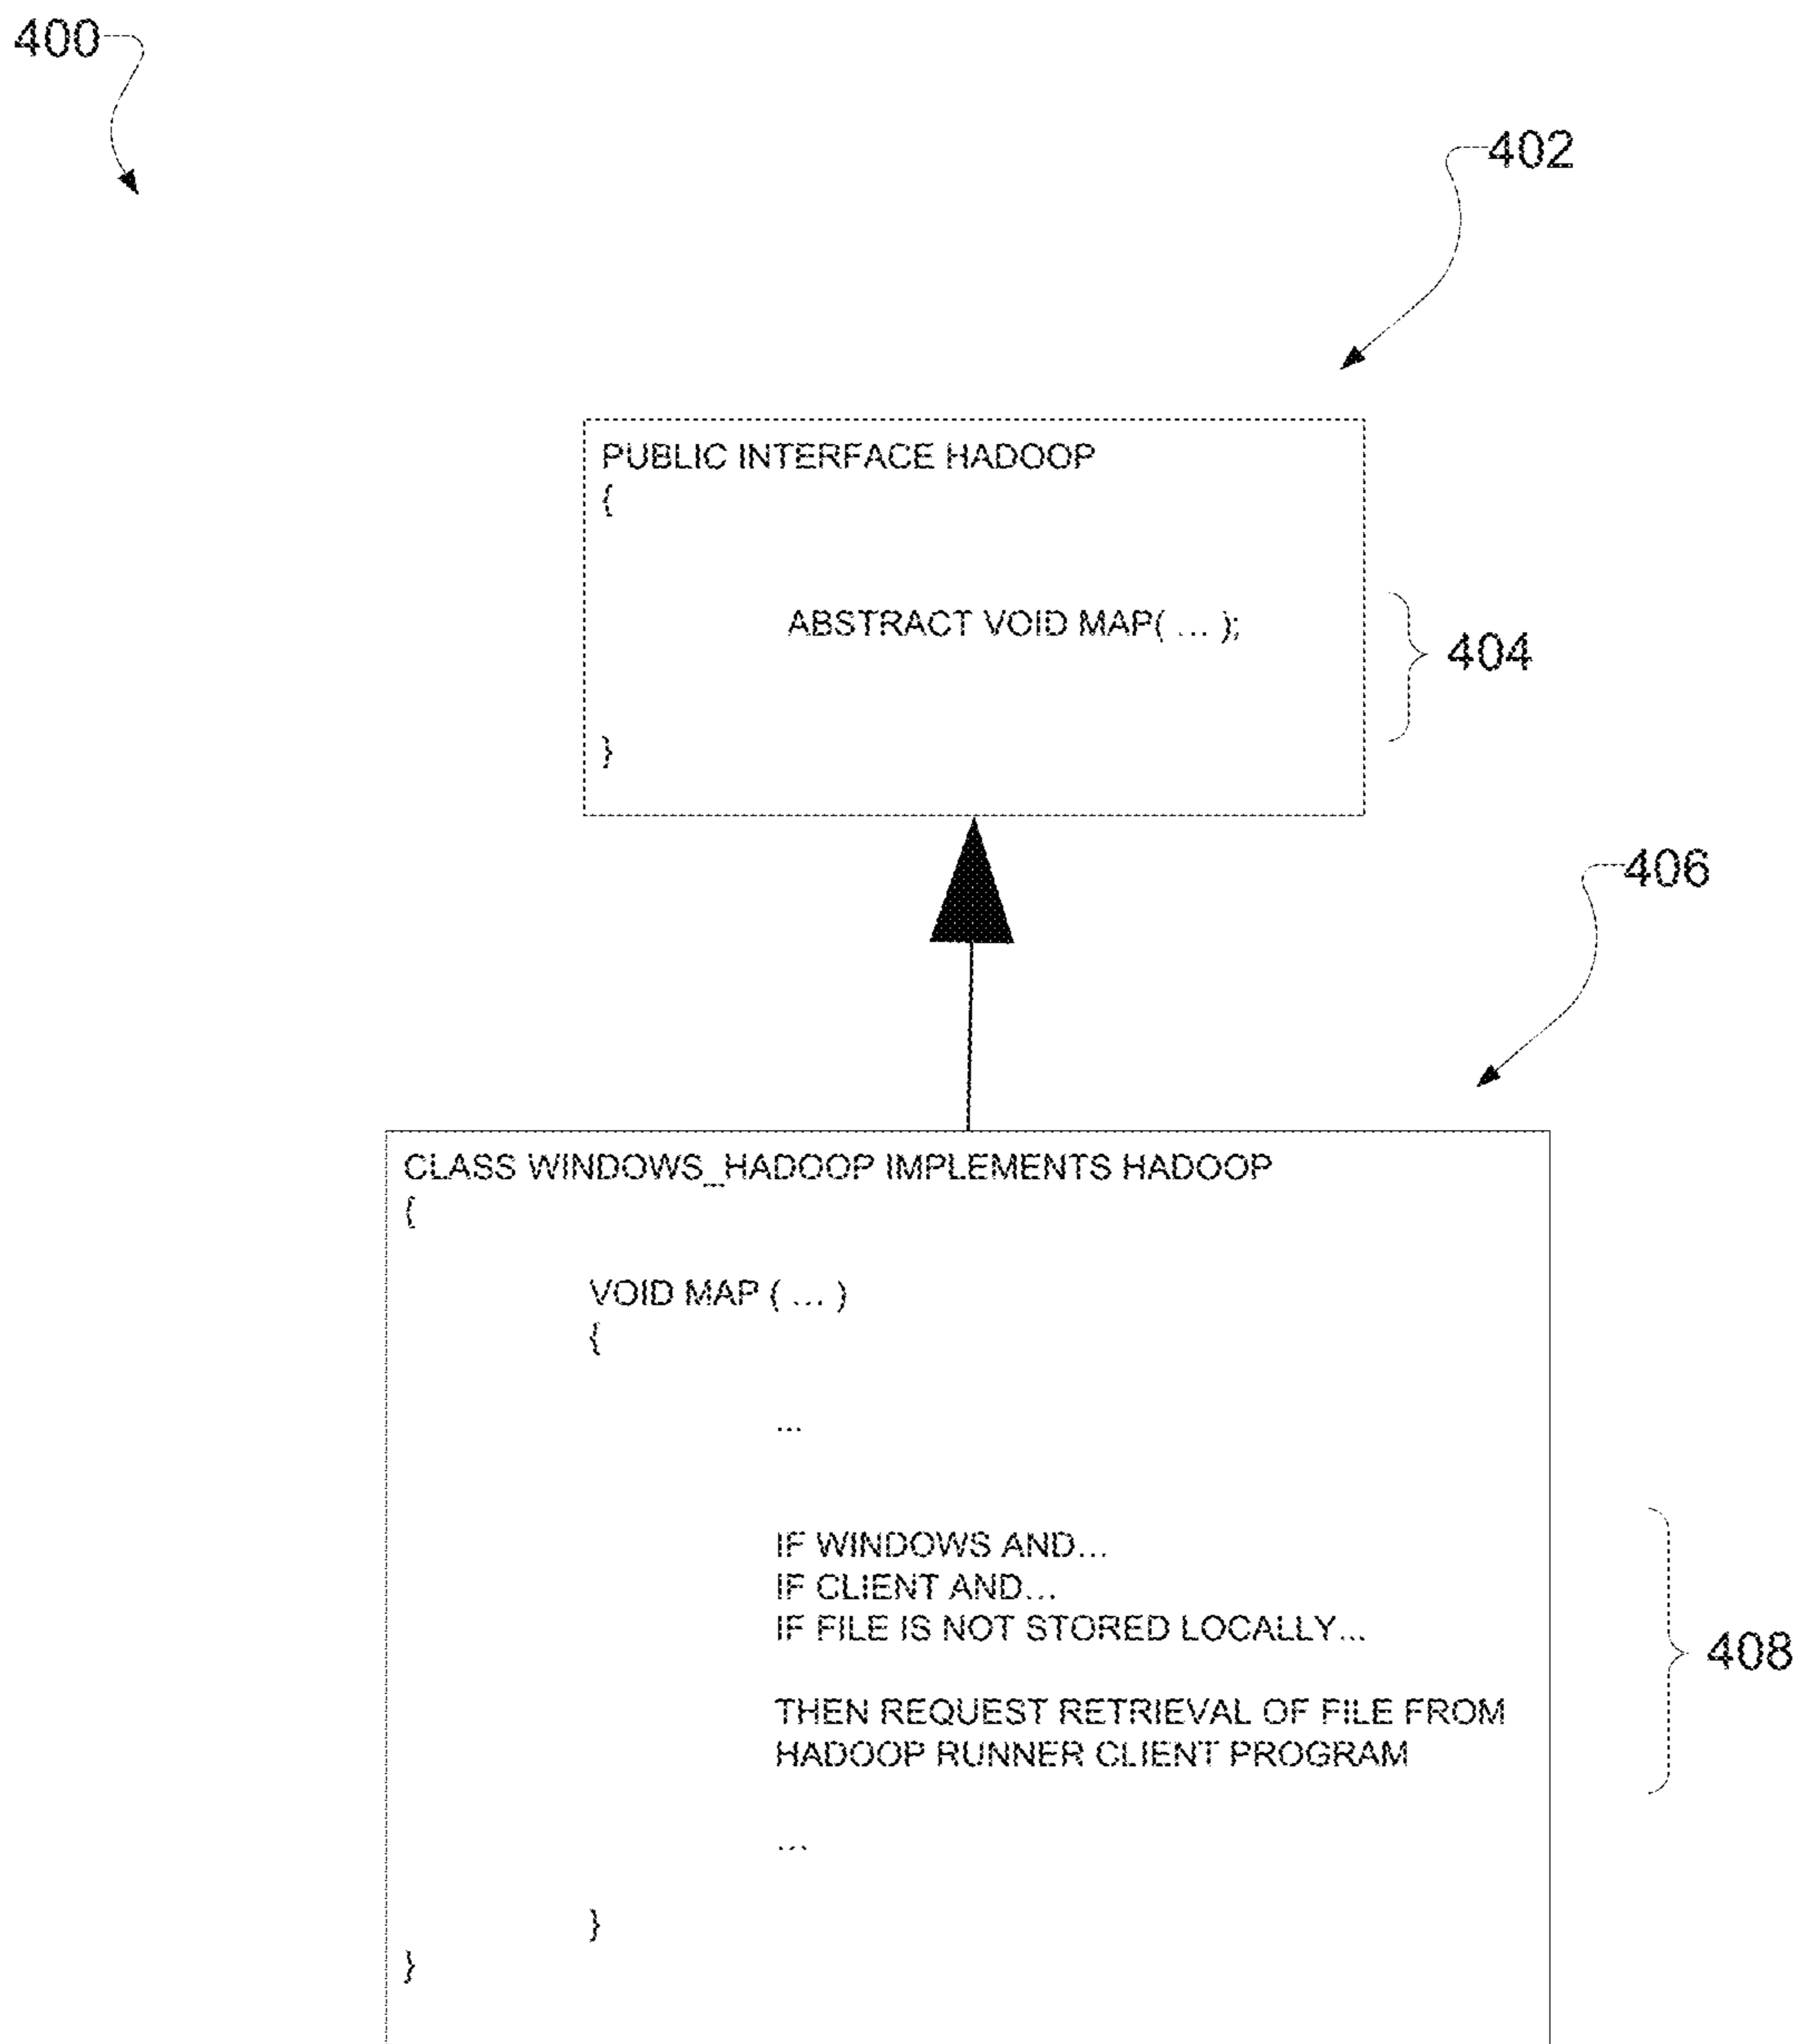 400
402
PUBLIC INTERFACE HADOOP
{
ABSTRACT VOID MAP( ... );
404
}
406
CLASS WINDOWS_HADOOP IMPLEMENTS HADOOP
{
VOID MAP ( ... )
{
...
IF WINDOWS AND...
IF CLIENT AND...
IF FILE IS NOT STORED LOCALLY...
408
THEN REQUEST RETRIEVAL OF FILE FROM
HADOOP RUNNER CLIENT PROGRAM
...
}
}